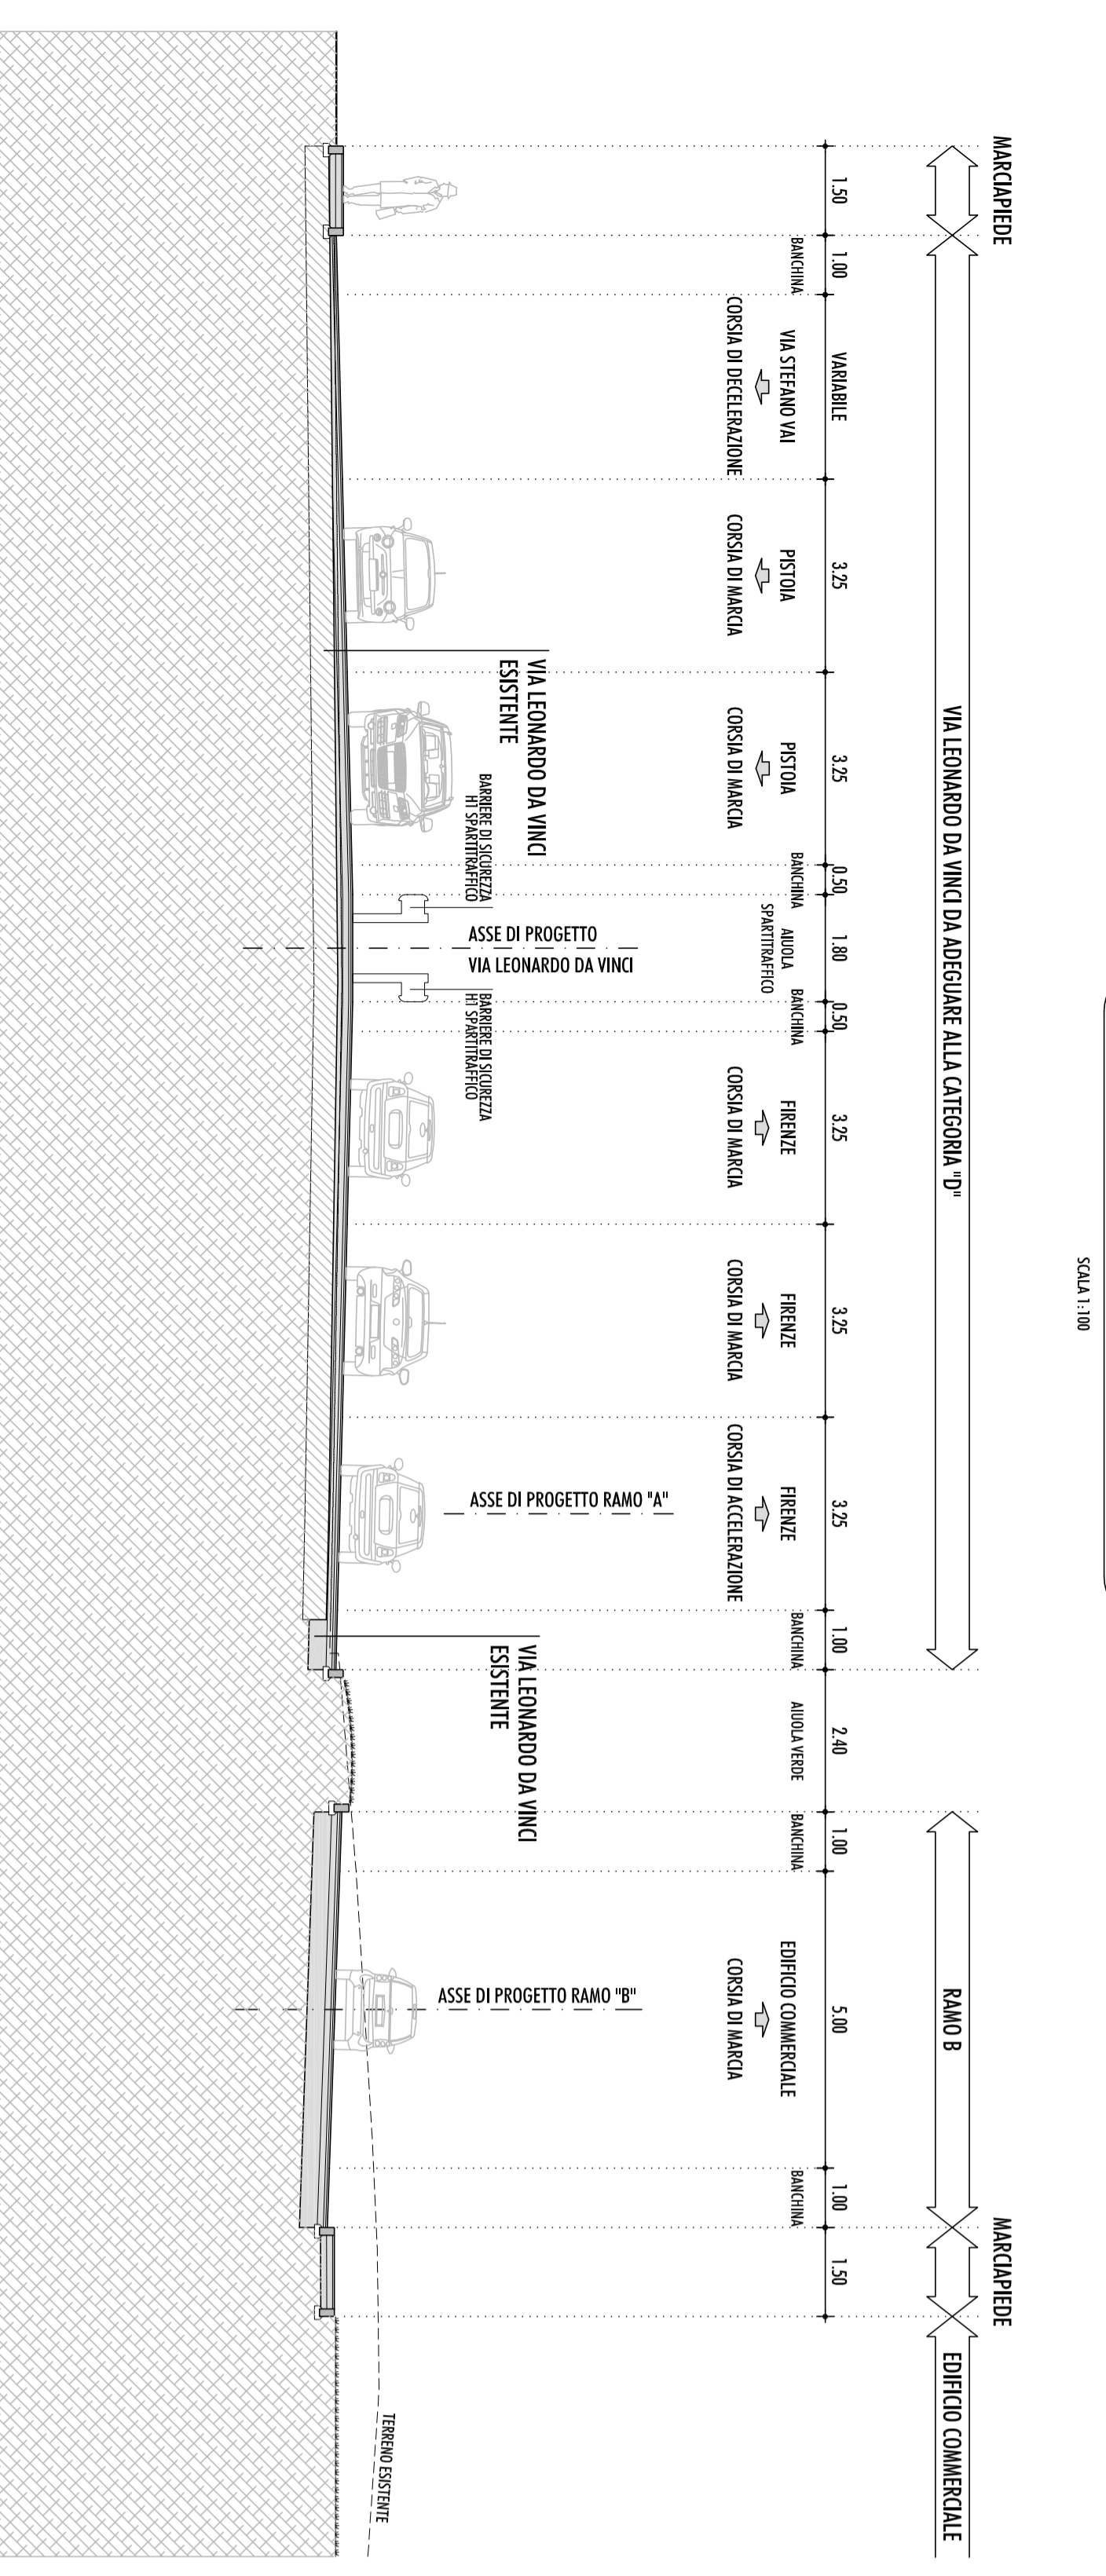 SCALA 1:100
MARCIAPIEDE
MARCIAPIEDE
VIA LEONARDO DA VINCI DA ADEGUARE ALLA CATEGORIA "D"
RAMO B
EDIFICIO COMMERCIALE
1.50
1.00
VARIABILE
3.25
3.25
0.50
1.80
0.50
3.25
3.25
3.25
1.00
2.40
1.00
5.00
1.00
1.50
BANCHINA
VIA STEFANO VAI
CORSIA DI DECELERAZIONE
PISTOIA
CORSIA DI MARCIA
PISTOIA
CORSIA DI MARCIA
BANCHINA
AIUOLA
SPARTITRAFFICO
BANCHINA
FIRENZE
CORSIA DI MARCIA
FIRENZE
CORSIA DI MARCIA
FIRENZE
CORSIA DI ACCELERAZIONE
BANCHINA
AIUOLA VERDE
BANCHINA
EDIFICIO COMMERCIALE
CORSIA DI MARCIA
BANCHINA
VIA LEONARDO DA VINCI
ESISTENTE
BARRIERE DI SICUREZZA
H1 SPARTITRAFFICO
ASSE DI PROGETTO
VIA LEONARDO DA VINCI
BARRIERE DI SICUREZZA
H1 SPARTITRAFFICO
ASSE DI PROGETTO RAMO "A"
VIA LEONARDO DA VINCI
ESISTENTE
ASSE DI PROGETTO RAMO "B"
TERRENO ESISTENTE